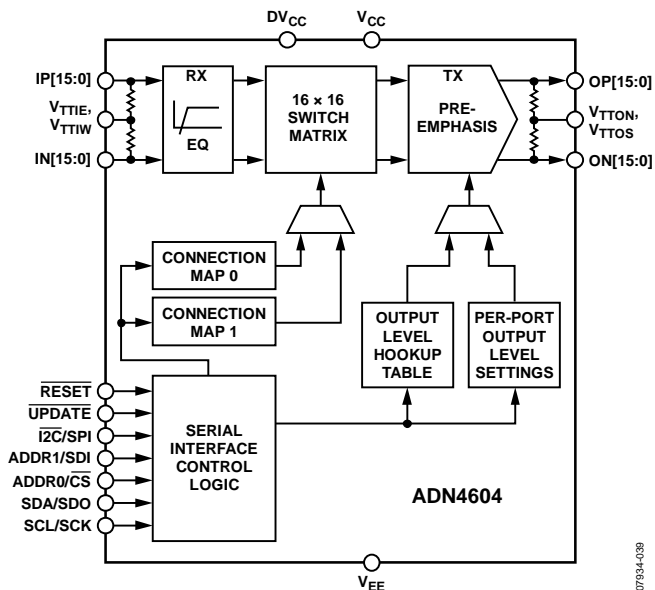 DVCC
VCC
IP[15:0]
VTTIE,
VTTIW
IN[15:0]
RX
EQ
16 × 16
SWITCH
MATRIX
TX
PRE-
EMPHASIS
OP[15:0]
VTTON,
VTTOS
ON[15:0]
CONNECTION
MAP 0
CONNECTION
MAP 1
OUTPUT
LEVEL
HOOKUP
TABLE
PER-PORT
OUTPUT
LEVEL
SETTINGS
RESET
UPDATE
I2C/SPI
ADDR1/SDI
ADDR0/CS
SDA/SDO
SCL/SCK
SERIAL
INTERFACE
CONTROL
LOGIC
ADN4604
VEE
07934-039